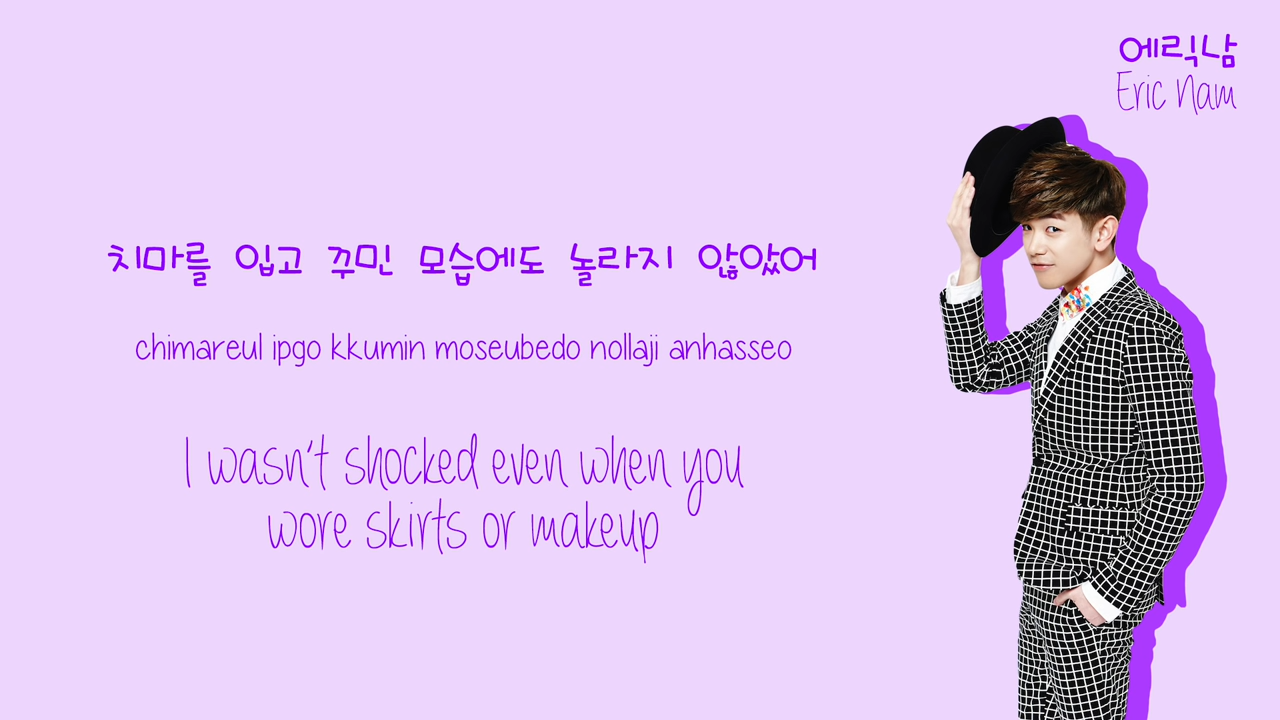 에릭남
Eric Nam
치마를 입고 꾸민 모습에도 놀라지 않았어
chimareul ipgo kkumin moseubedo nollaji anhasseo
I wasn't shocked even when you
wore skirts or makeup